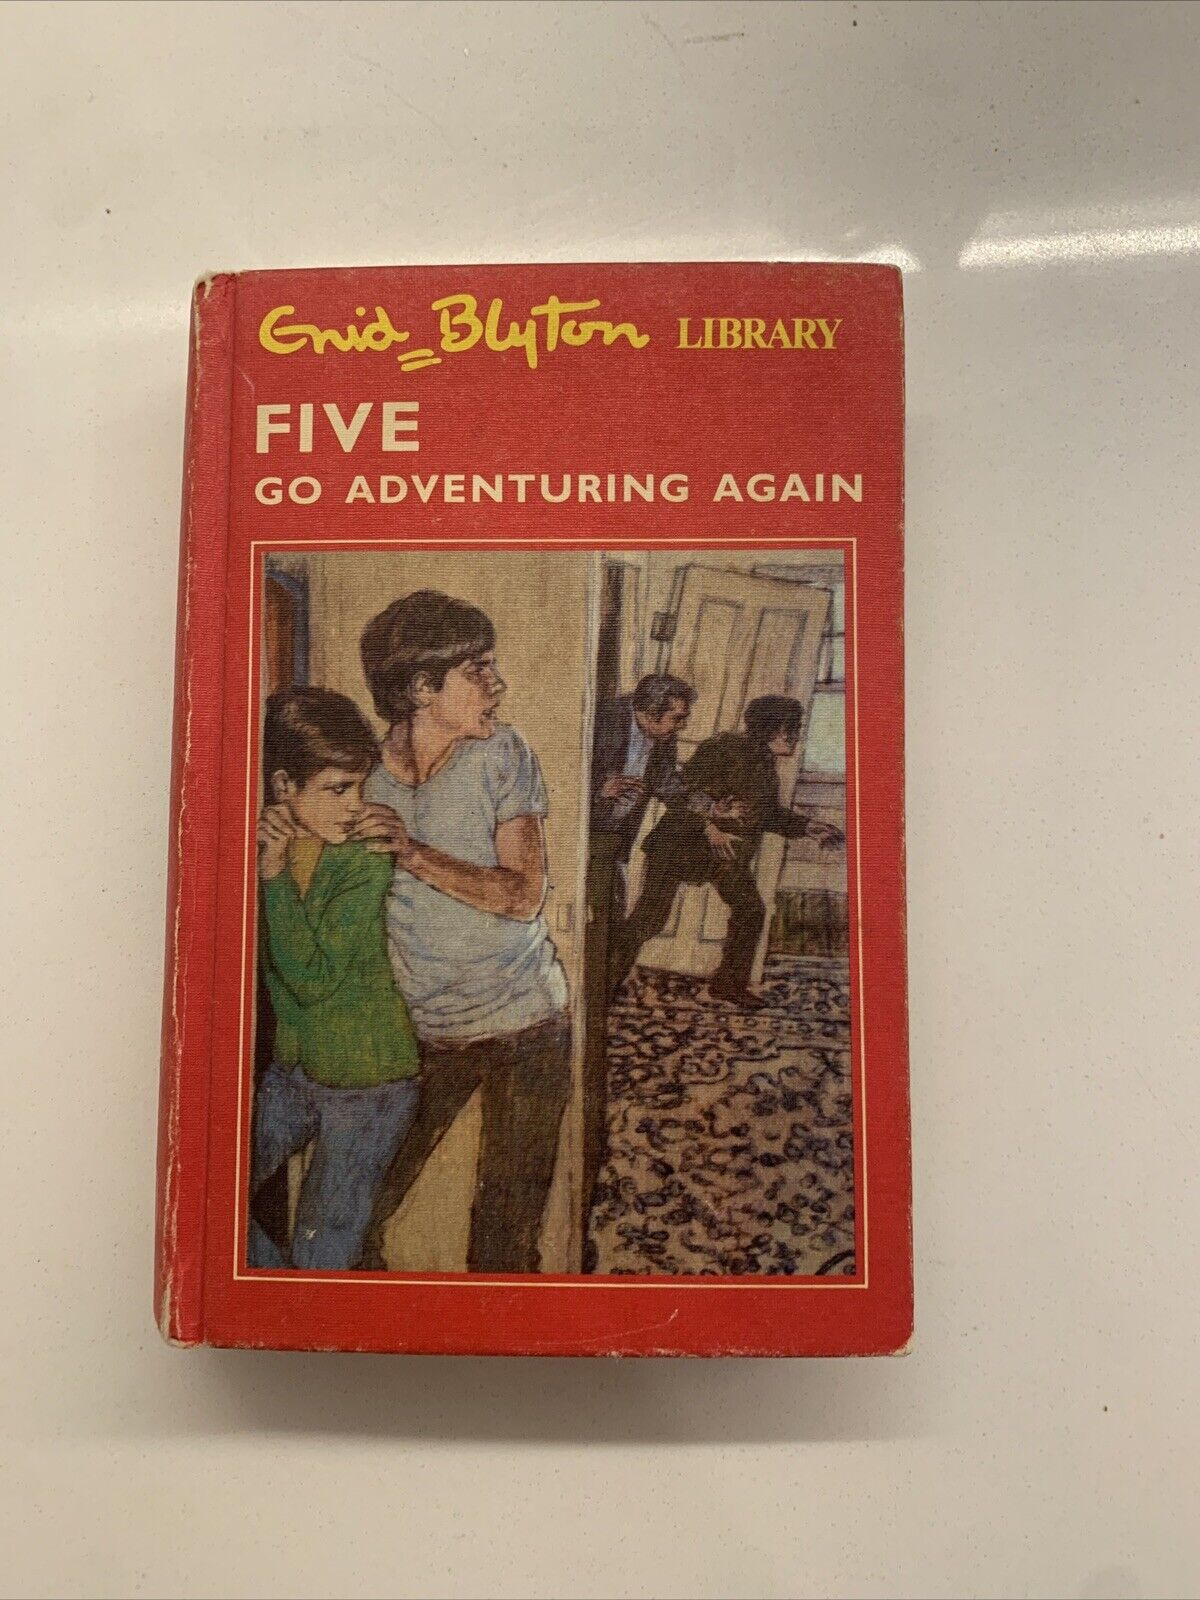 Enid Blyton LIBRARY
FIVE
GO ADVENTURING AGAIN